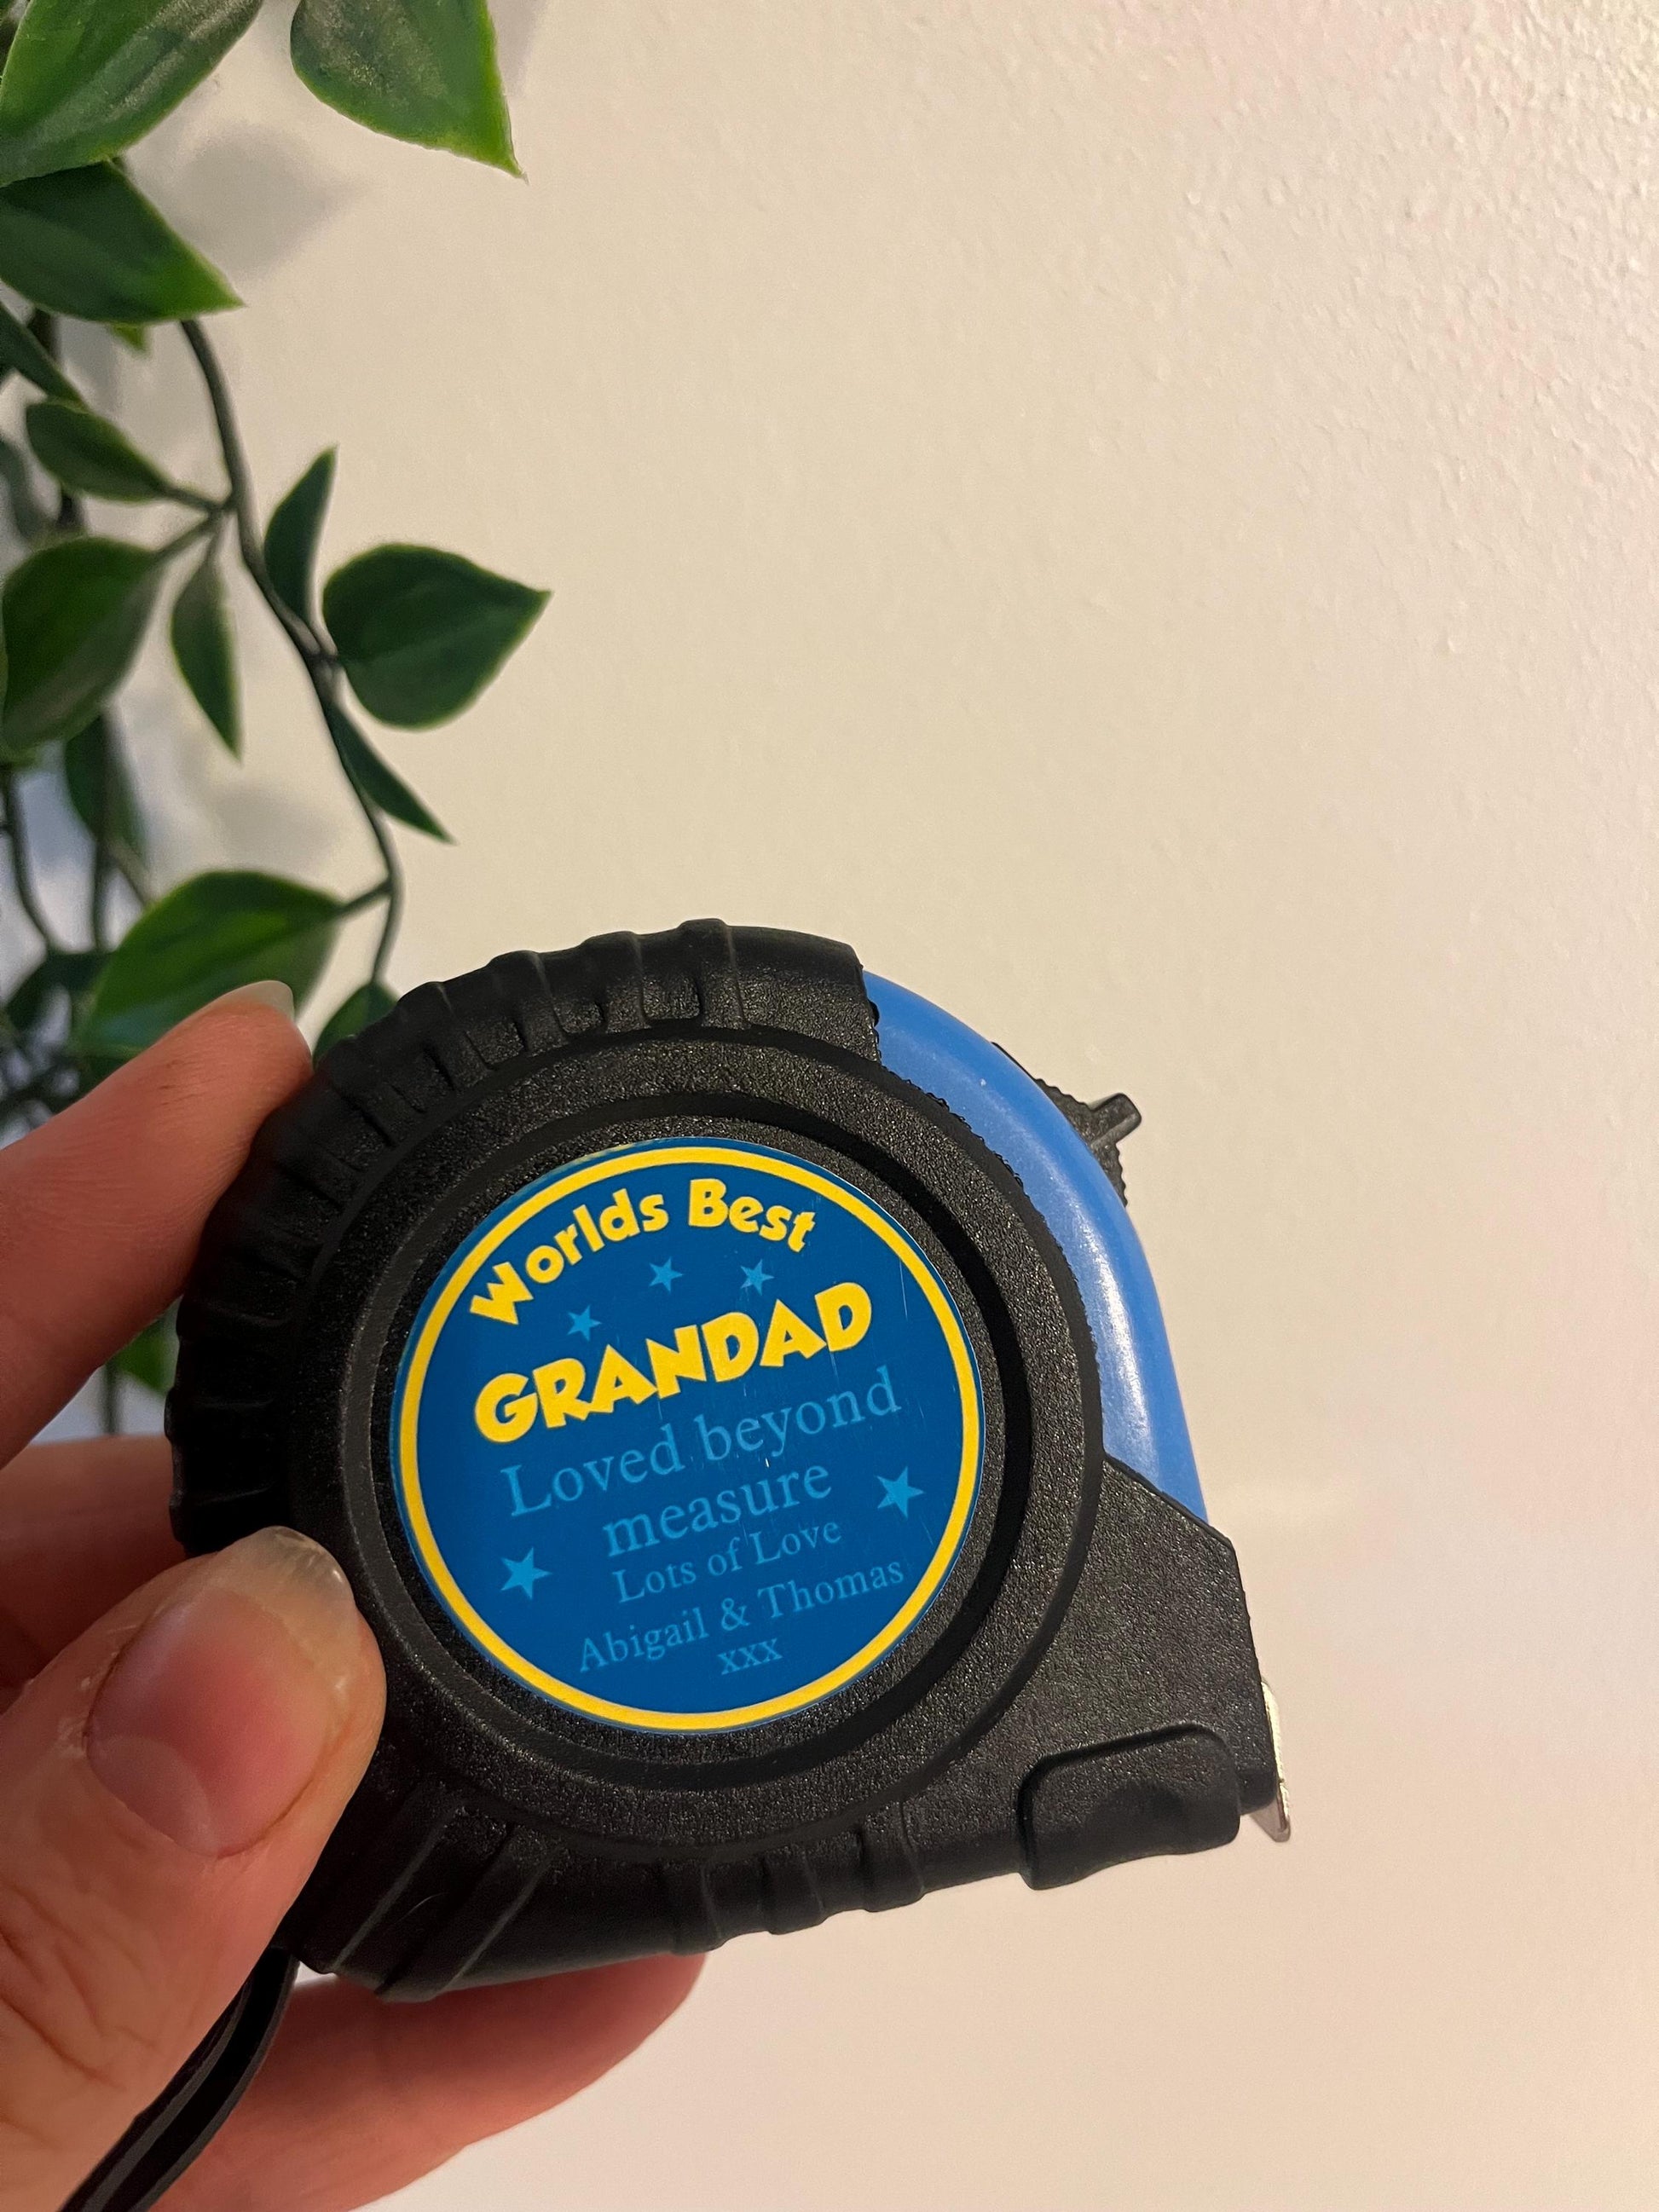 Worlds Best
GRANDAD
Loved beyond
measure
Lots of Love
Abigail & Thomas
xxx